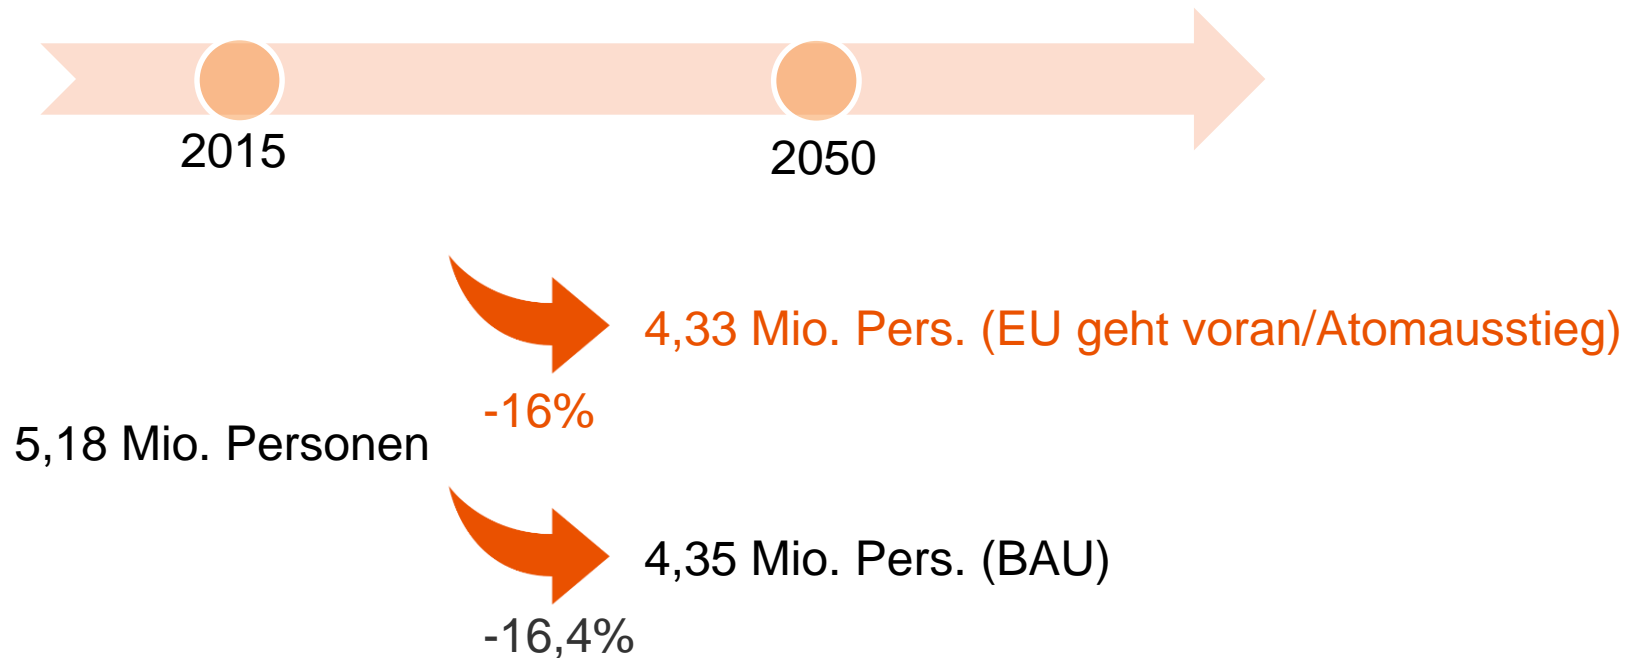 2015
2050
4,33 Mio. Pers. (EU geht voran/Atomausstieg)
-16%
5,18 Mio. Personen
4,35 Mio. Pers. (BAU)
-16,4%